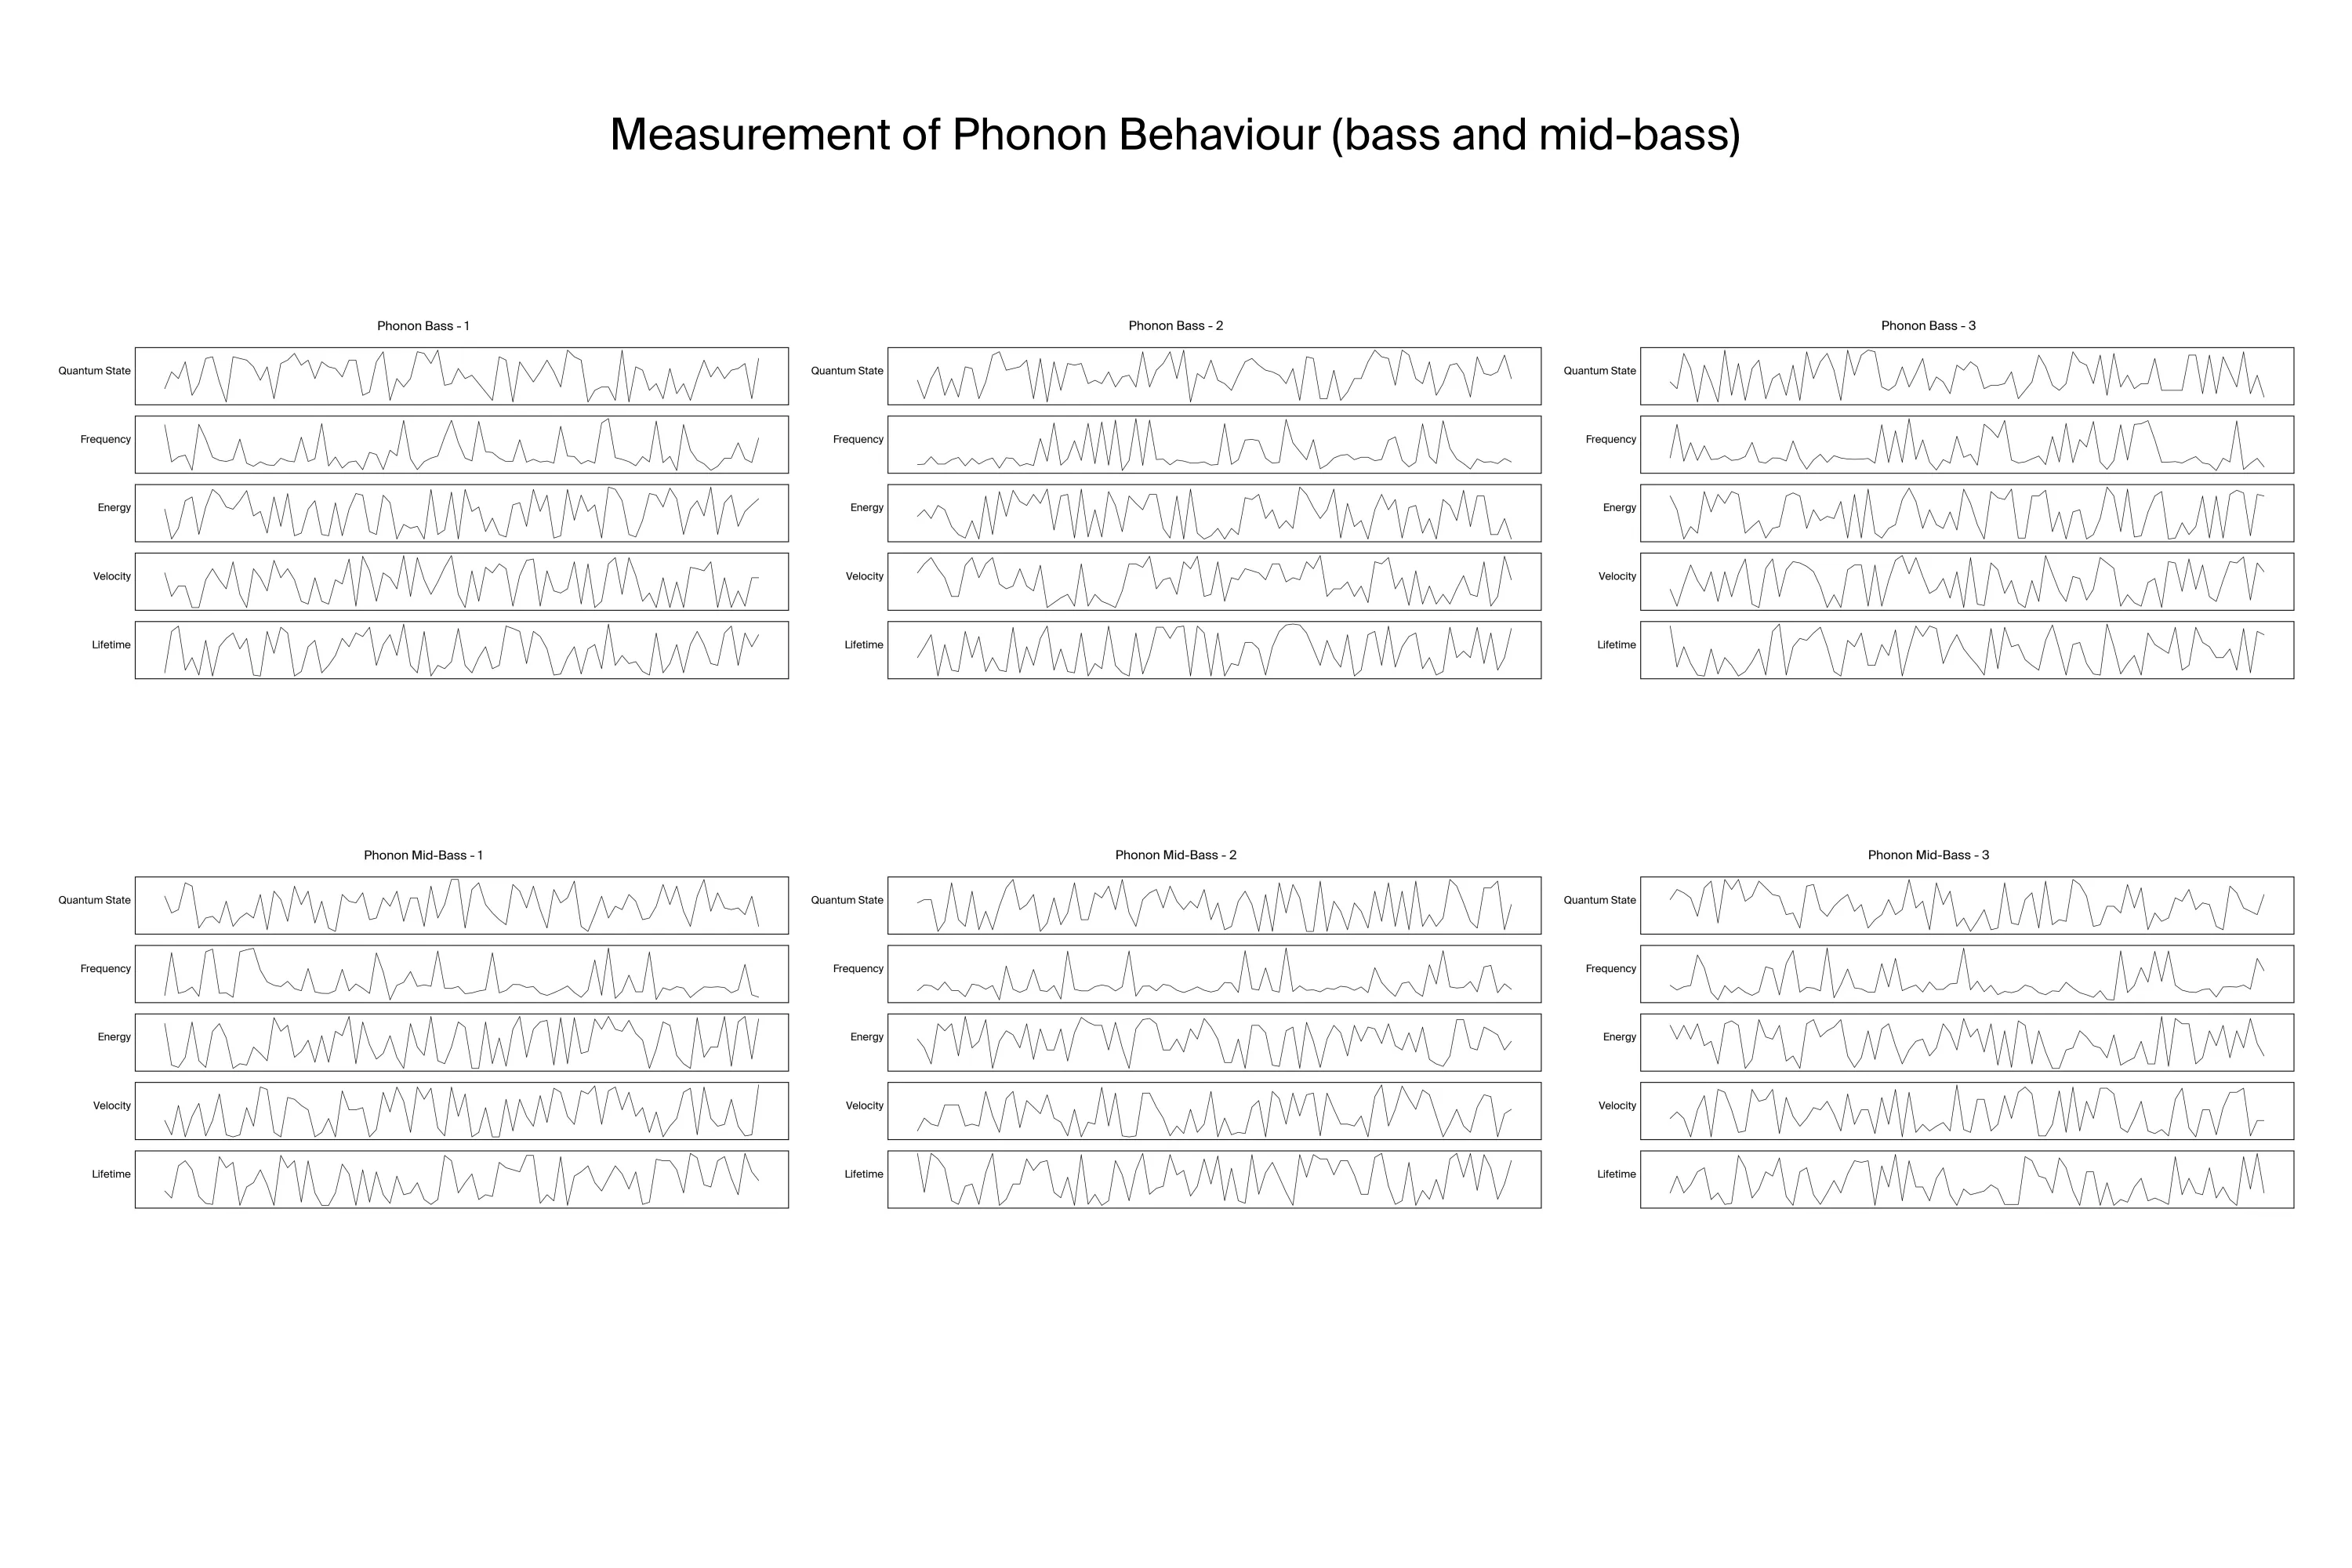 Measurement of Phonon Behaviour (bass and mid-bass)
Phonon Bass - 1
Quantum State
Frequency
Energy
Velocity
Lifetime
Phonon Bass - 2
Quantum State
Frequency
Energy
Velocity
Lifetime
Phonon Bass - 3
Quantum State
Frequency
Energy
Velocity
Lifetime
Phonon Mid-Bass - 1
Quantum State
Frequency
Energy
Velocity
Lifetime
Phonon Mid-Bass - 2
Quantum State
Frequency
Energy
Velocity
Lifetime
Phonon Mid-Bass - 3
Quantum State
Frequency
Energy
Velocity
Lifetime